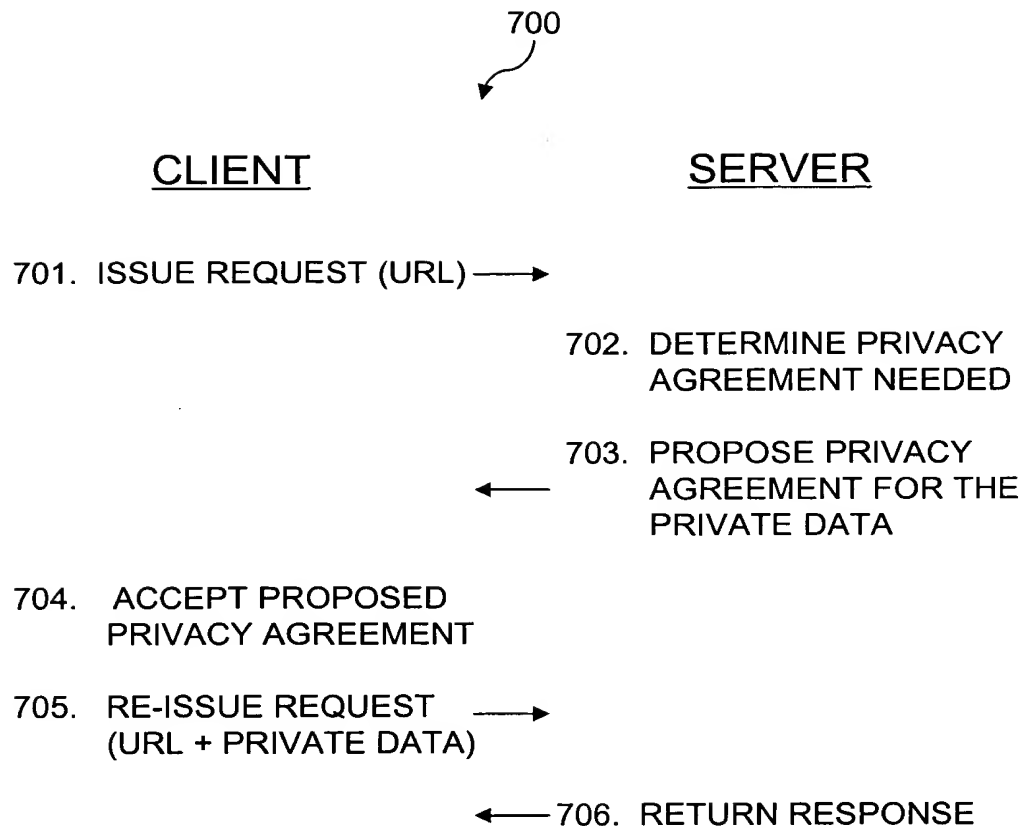 700
CLIENT
SERVER
701. ISSUE REQUEST (URL)
702. DETERMINE PRIVACY
AGREEMENT NEEDED
703. PROPOSE PRIVACY
AGREEMENT FOR THE
PRIVATE DATA
704. ACCEPT PROPOSED
PRIVACY AGREEMENT
705. RE-ISSUE REQUEST
(URL + PRIVATE DATA)
706. RETURN RESPONSE